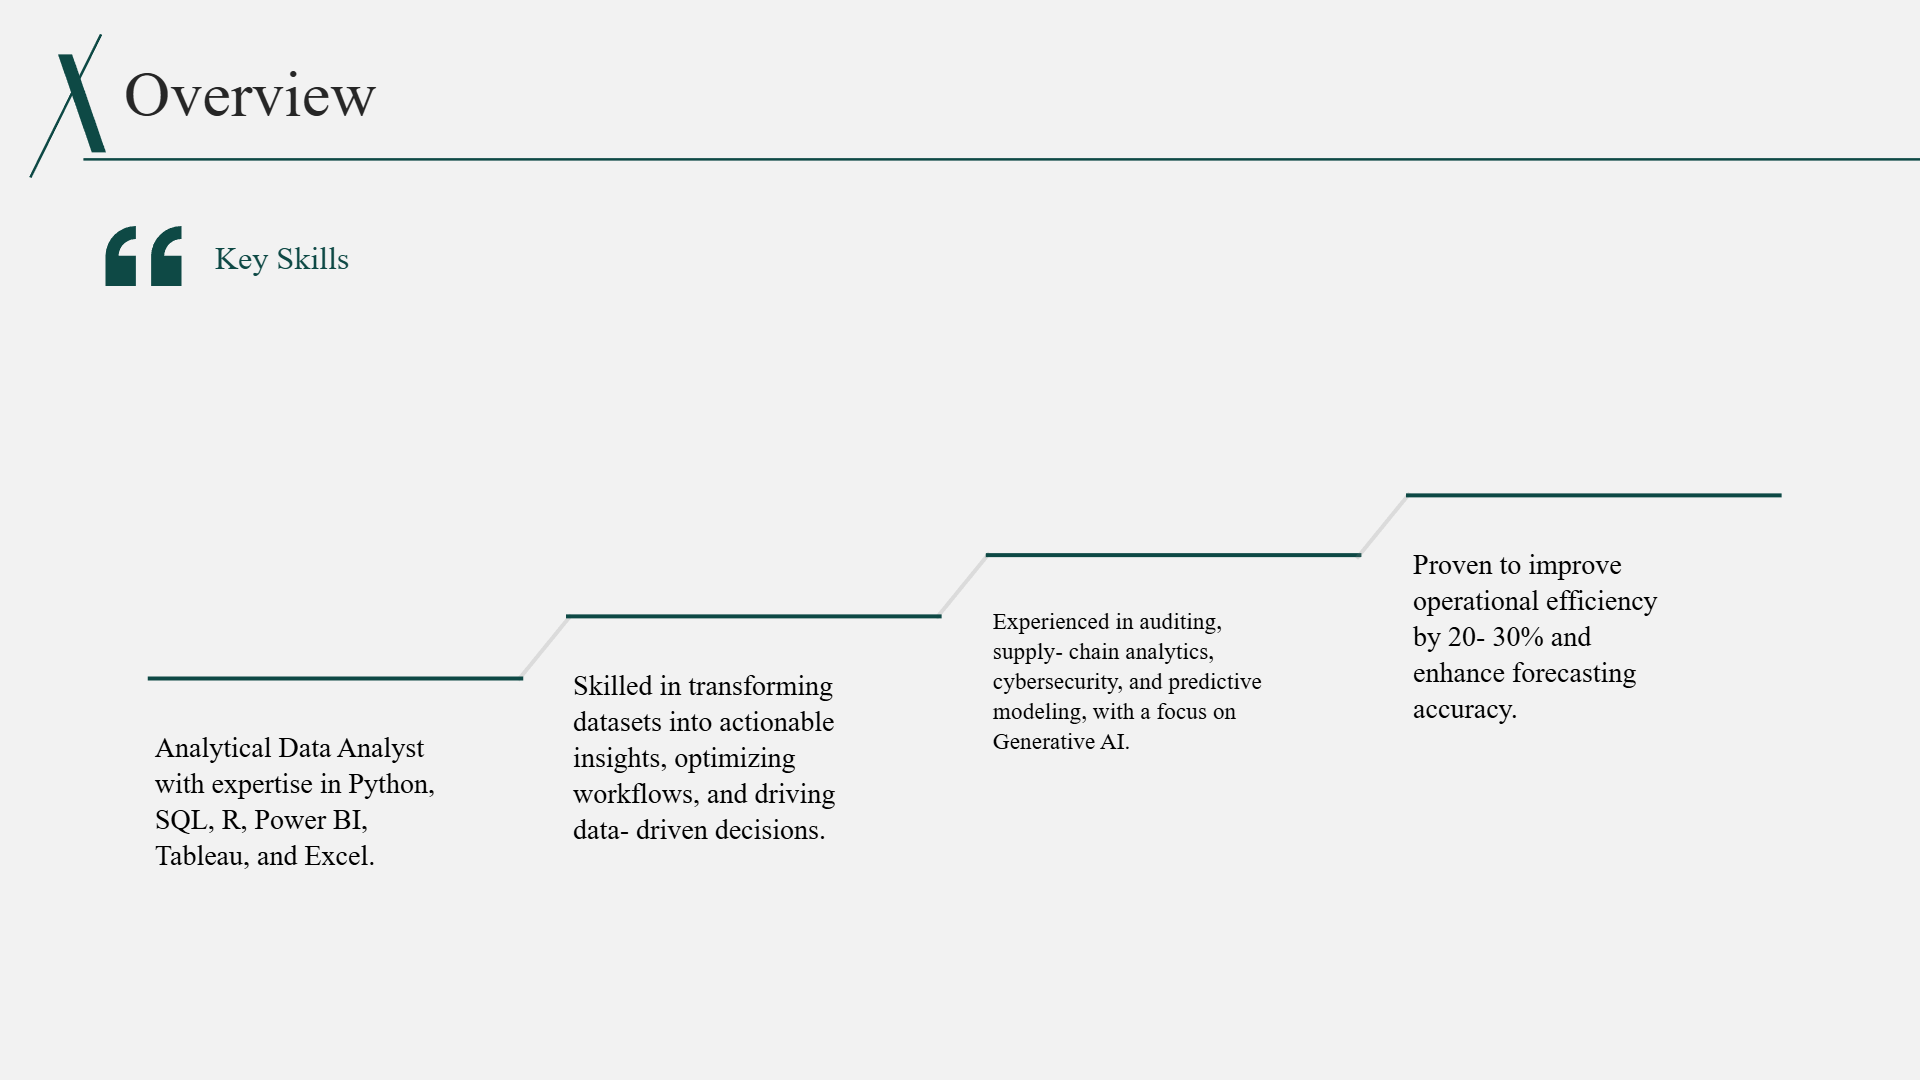 Overview
Key Skills
Analytical Data Analyst
with expertise in Python,
SQL, R, Power BI,
Tableau, and Excel.
Skilled in transforming
datasets into actionable
insights, optimizing
workflows, and driving
data- driven decisions.
Experienced in auditing,
supply- chain analytics,
cybersecurity, and predictive
modeling, with a focus on
Generative AI.
Proven to improve
operational efficiency
by 20- 30% and
enhance forecasting
accuracy.